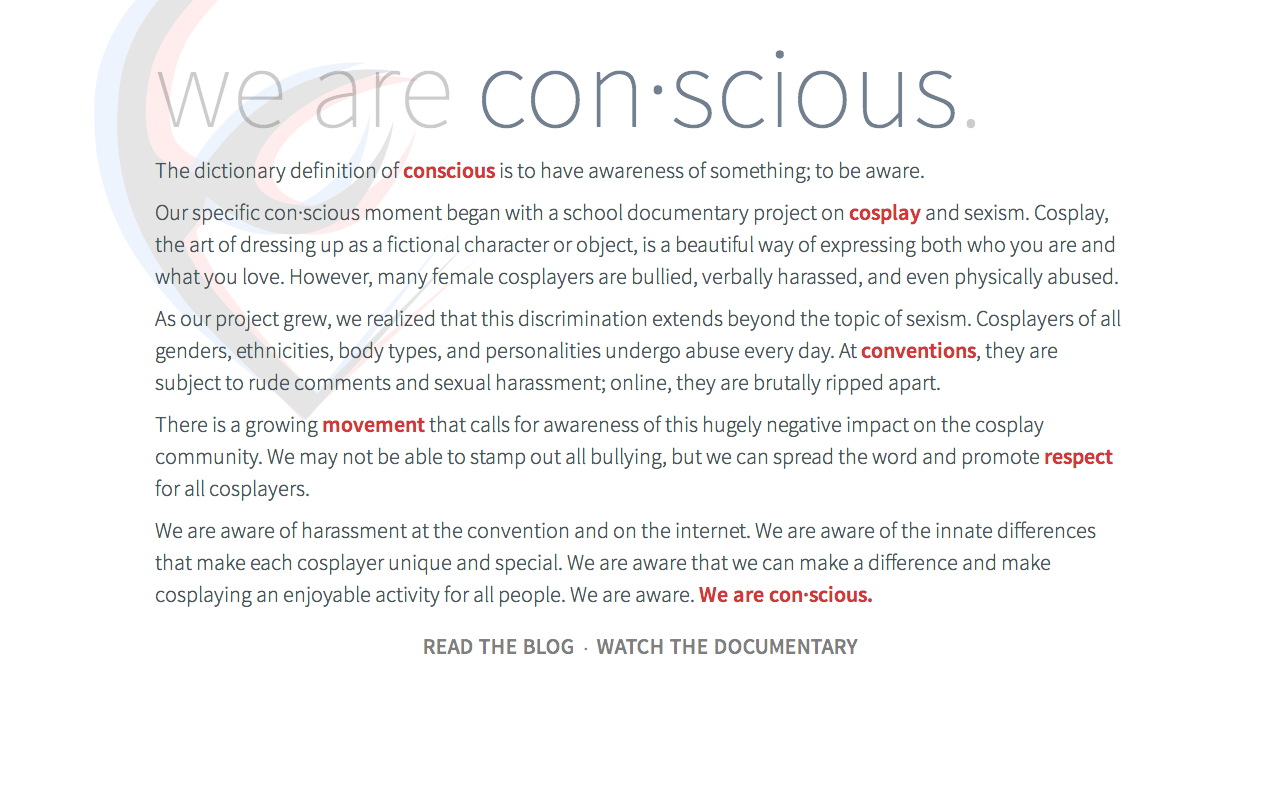 we are con·scious.
The dictionary definition of conscious is to have awareness of something; to be aware.
Our specific con·scious moment began with a school documentary project on cosplay and sexism. Cosplay,
the art of dressing up as a fictional character or object, is a beautiful way of expressing both who you are and
what you love. However, many female cosplayers are bullied, verbally harassed, and even physically abused.
As our project grew, we realized that this discrimination extends beyond the topic of sexism. Cosplayers of all
genders, ethnicities, body types, and personalities undergo abuse every day. At conventions, they are
subject to rude comments and sexual harassment; online, they are brutally ripped apart.
There is a growing movement that calls for awareness of this hugely negative impact on the cosplay
community. We may not be able to stamp out all bullying, but we can spread the word and promote respect
for all cosplayers.
We are aware of harassment at the convention and on the internet. We are aware of the innate differences
that make each cosplayer unique and special. We are aware that we can make a difference and make
cosplaying an enjoyable activity for all people. We are aware. We are con·scious.
READ THE BLOG · WATCH THE DOCUMENTARY